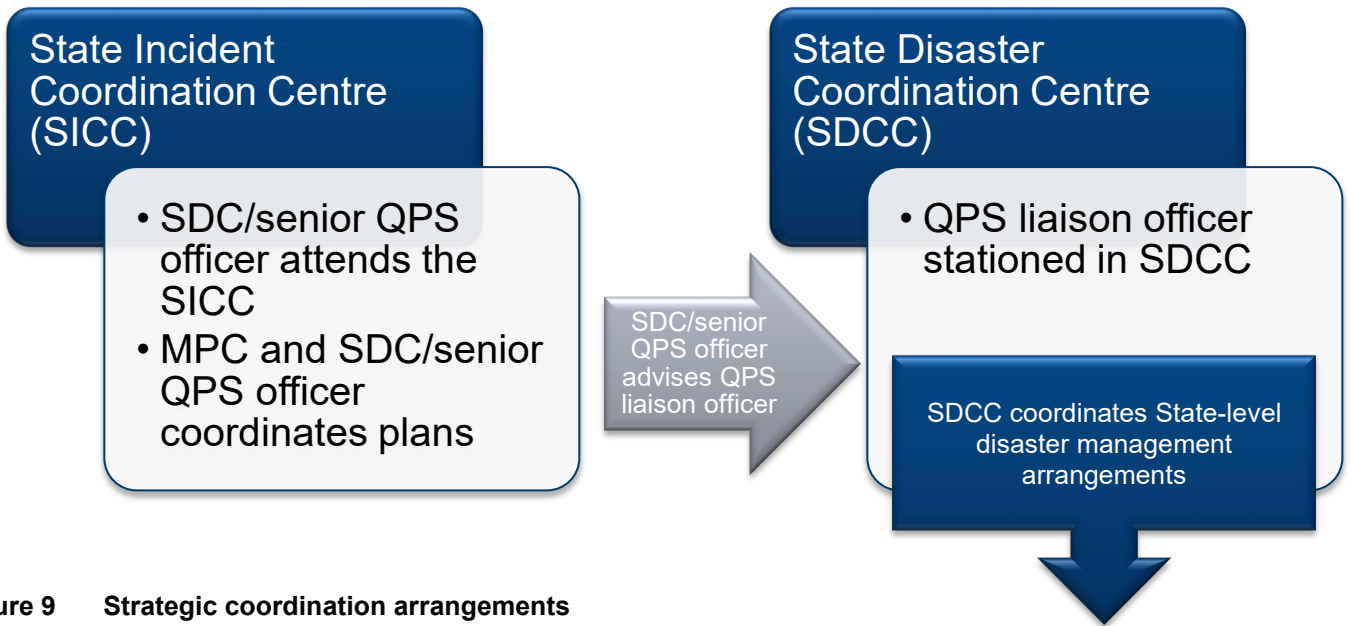 State Incident
Coordination Centre
(SICC)
• SDC/senior QPS
officer attends the
SICC
• MPC and SDC/senior
QPS officer
coordinates plans
SDC/senior
QPS officer
advises QPS
liaison officer
State Disaster
Coordination Centre
(SDCC)
• QPS liaison officer
stationed in SDCC
SDCC coordinates State-level
disaster management
arrangements
ure 9 Strategic coordination arrangements